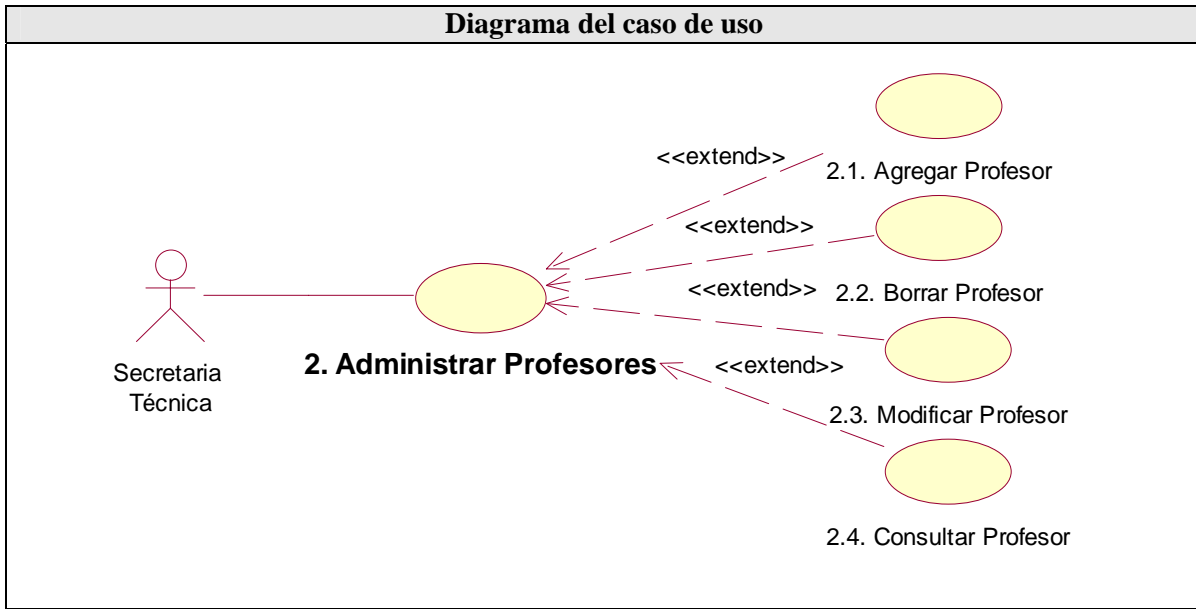 Diagrama del caso de uso
<<extend>>
2.1. Agregar Profesor
<<extend>>
<<extend>>
2.2. Borrar Profesor
Secretaria
Técnica
2. Administrar Profesores
<<extend>>
2.3. Modificar Profesor
2.4. Consultar Profesor